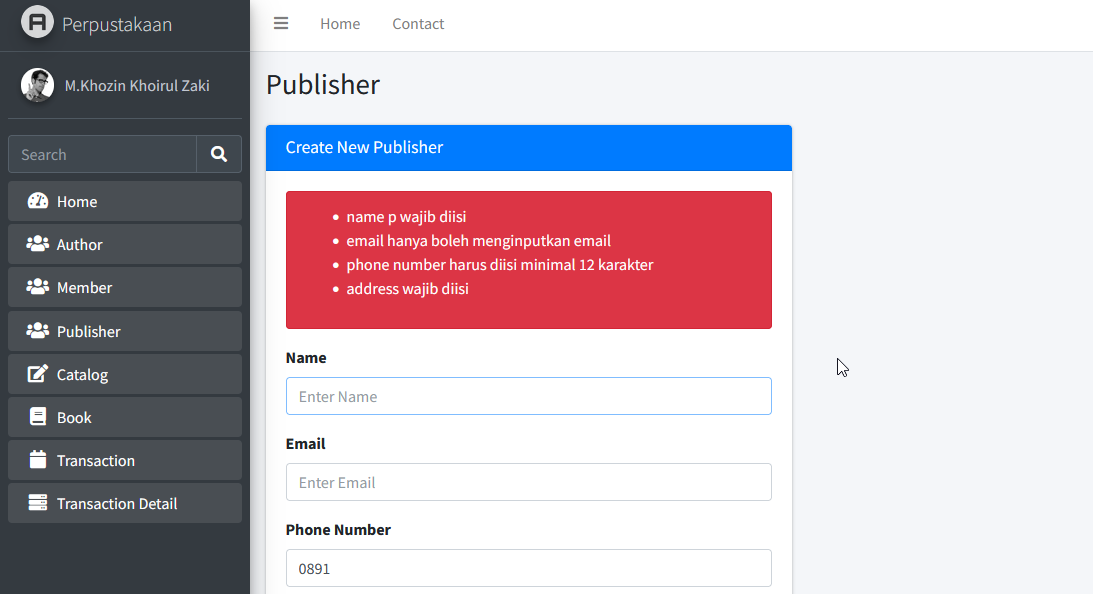 Perpustakaan
Home Contact
M.Khozin Khoirul Zaki
Search
Home
Author
Member
Publisher
Catalog
Book
Transaction
Transaction Detail
Publisher
Create New Publisher
name p wajib diisi
email hanya boleh menginputkan email
phone number harus diisi minimal 12 karakter
address wajib diisi
Name
Enter Name
Email
Enter Email
Phone Number
0891